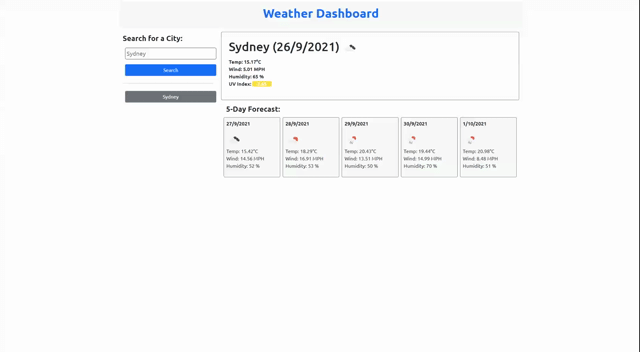 Weather Dashboard
Search for a City:
Sydney
Search
Sydney
Sydney (26/9/2021)
Temp: 15.17°C
Wind: 5.01 MPH
Humidity: 65 %
UV Index:
5-Day Forecast:
27/9/2021
Temp: 15.42°C
Wind: 14.56 MPH
Humidity: 52 %
28/9/2021
Temp: 18.29°C
Wind: 16.91 MPH
Humidity: 53 %
29/9/2021
Temp: 20.43°C
Wind: 13.51 MPH
Humidity: 50 %
30/9/2021
Temp: 19.44°C
Wind: 14.99 MPH
Humidity: 70 %
1/10/2021
Temp: 20.98°C
Wind: 8.46 MPH
Humidity: 51 %